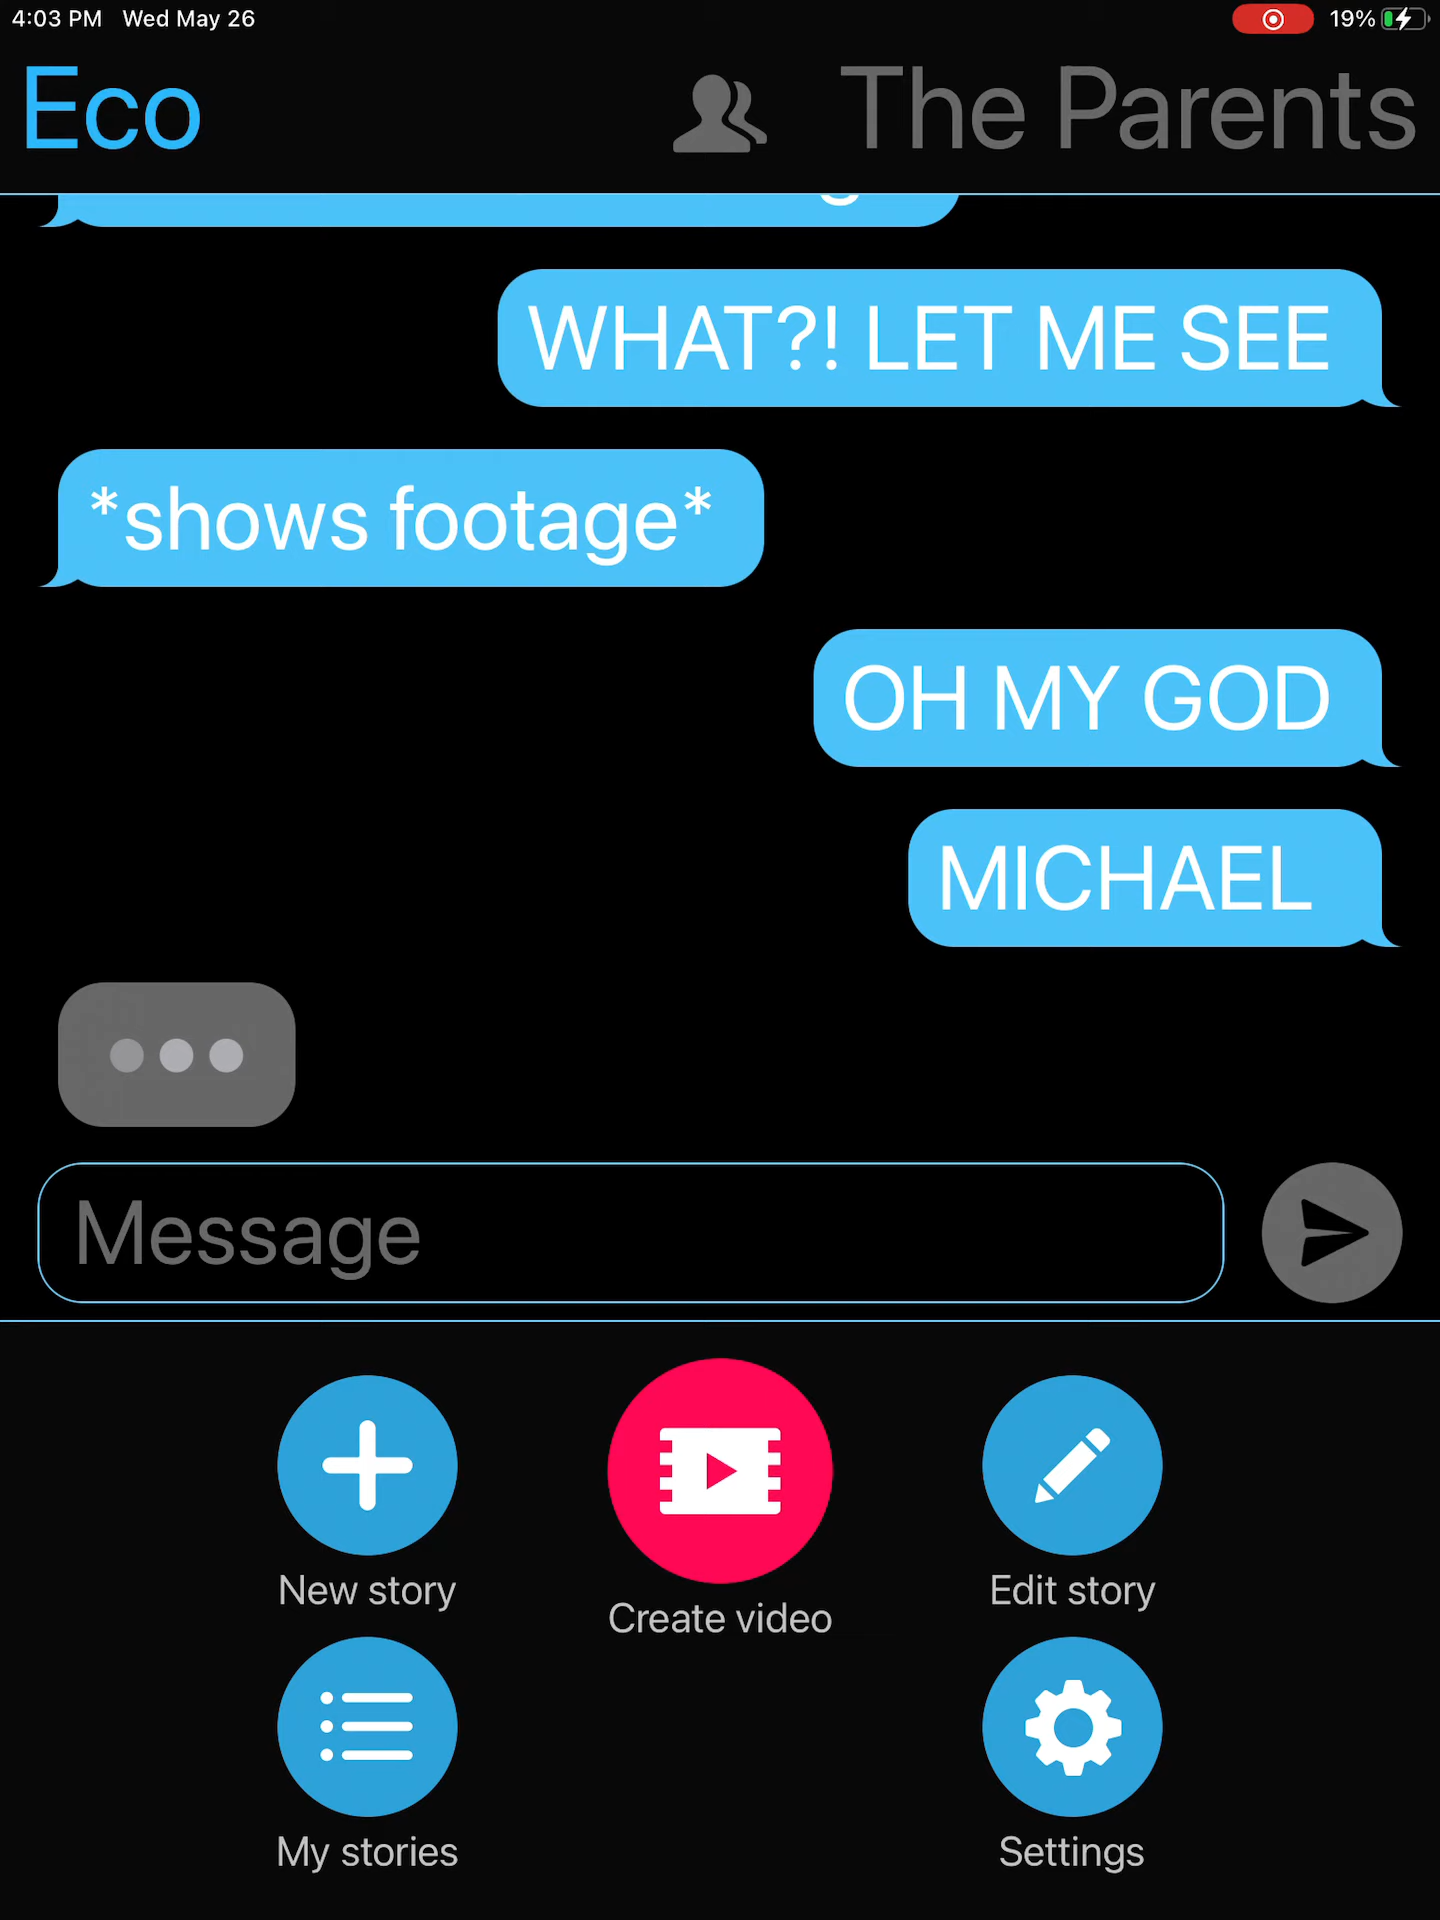 4:03 PM Wed May 26 19%
Eco The Parents
WHAT?! LET ME SEE
*shows footage*
OH MY GOD
MICHAEL
Message
New story
Create video
Edit story
My stories
Settings